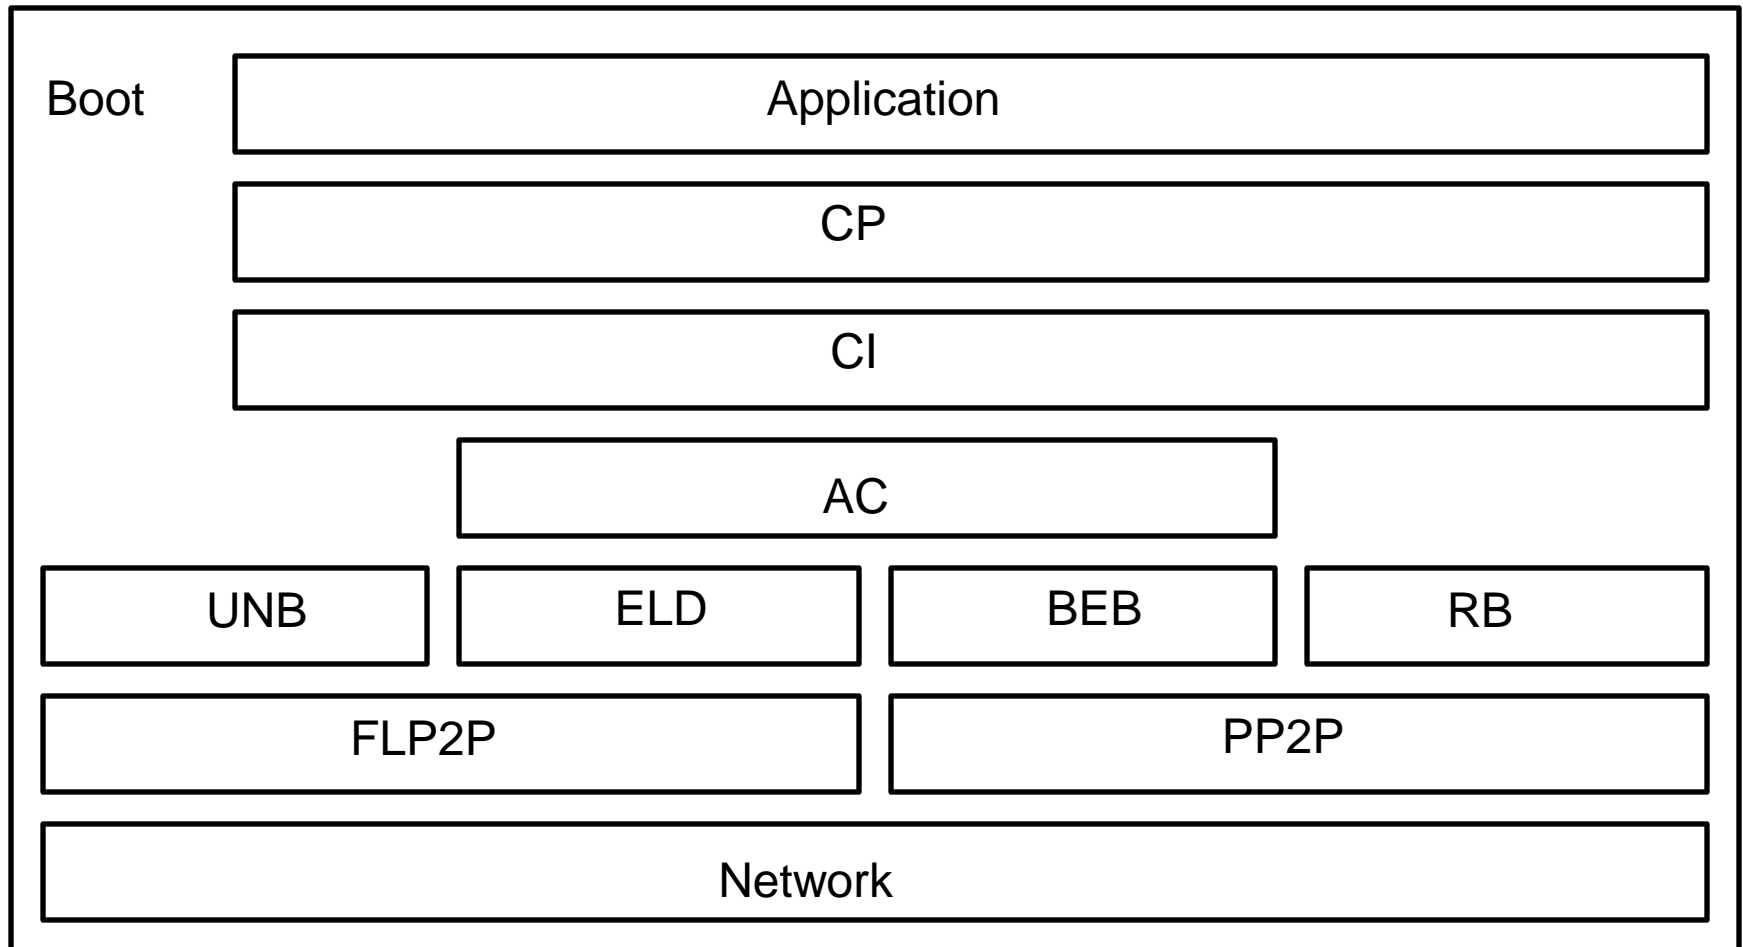 Boot
Application
CP
CI
AC
UNB
ELD
BEB
RB
FLP2P
PP2P
Network